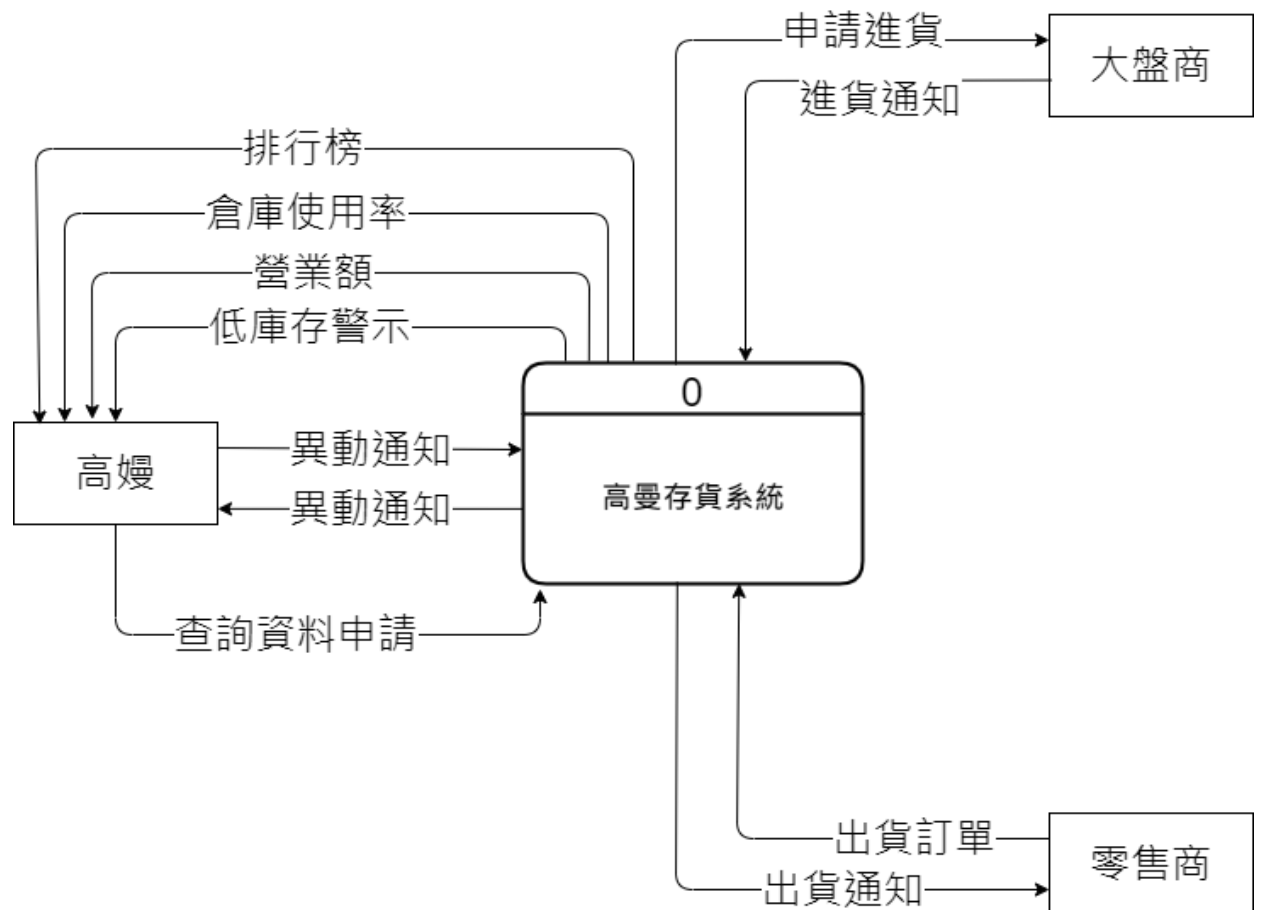 申請進貨
大盤商
進貨通知
排行榜
倉庫使用率
營業額
低庫存警示
0
異動通知
高嫚
高曼存貨系統
異動通知
查詢資料申請
出貨訂單
零售商
出貨通知